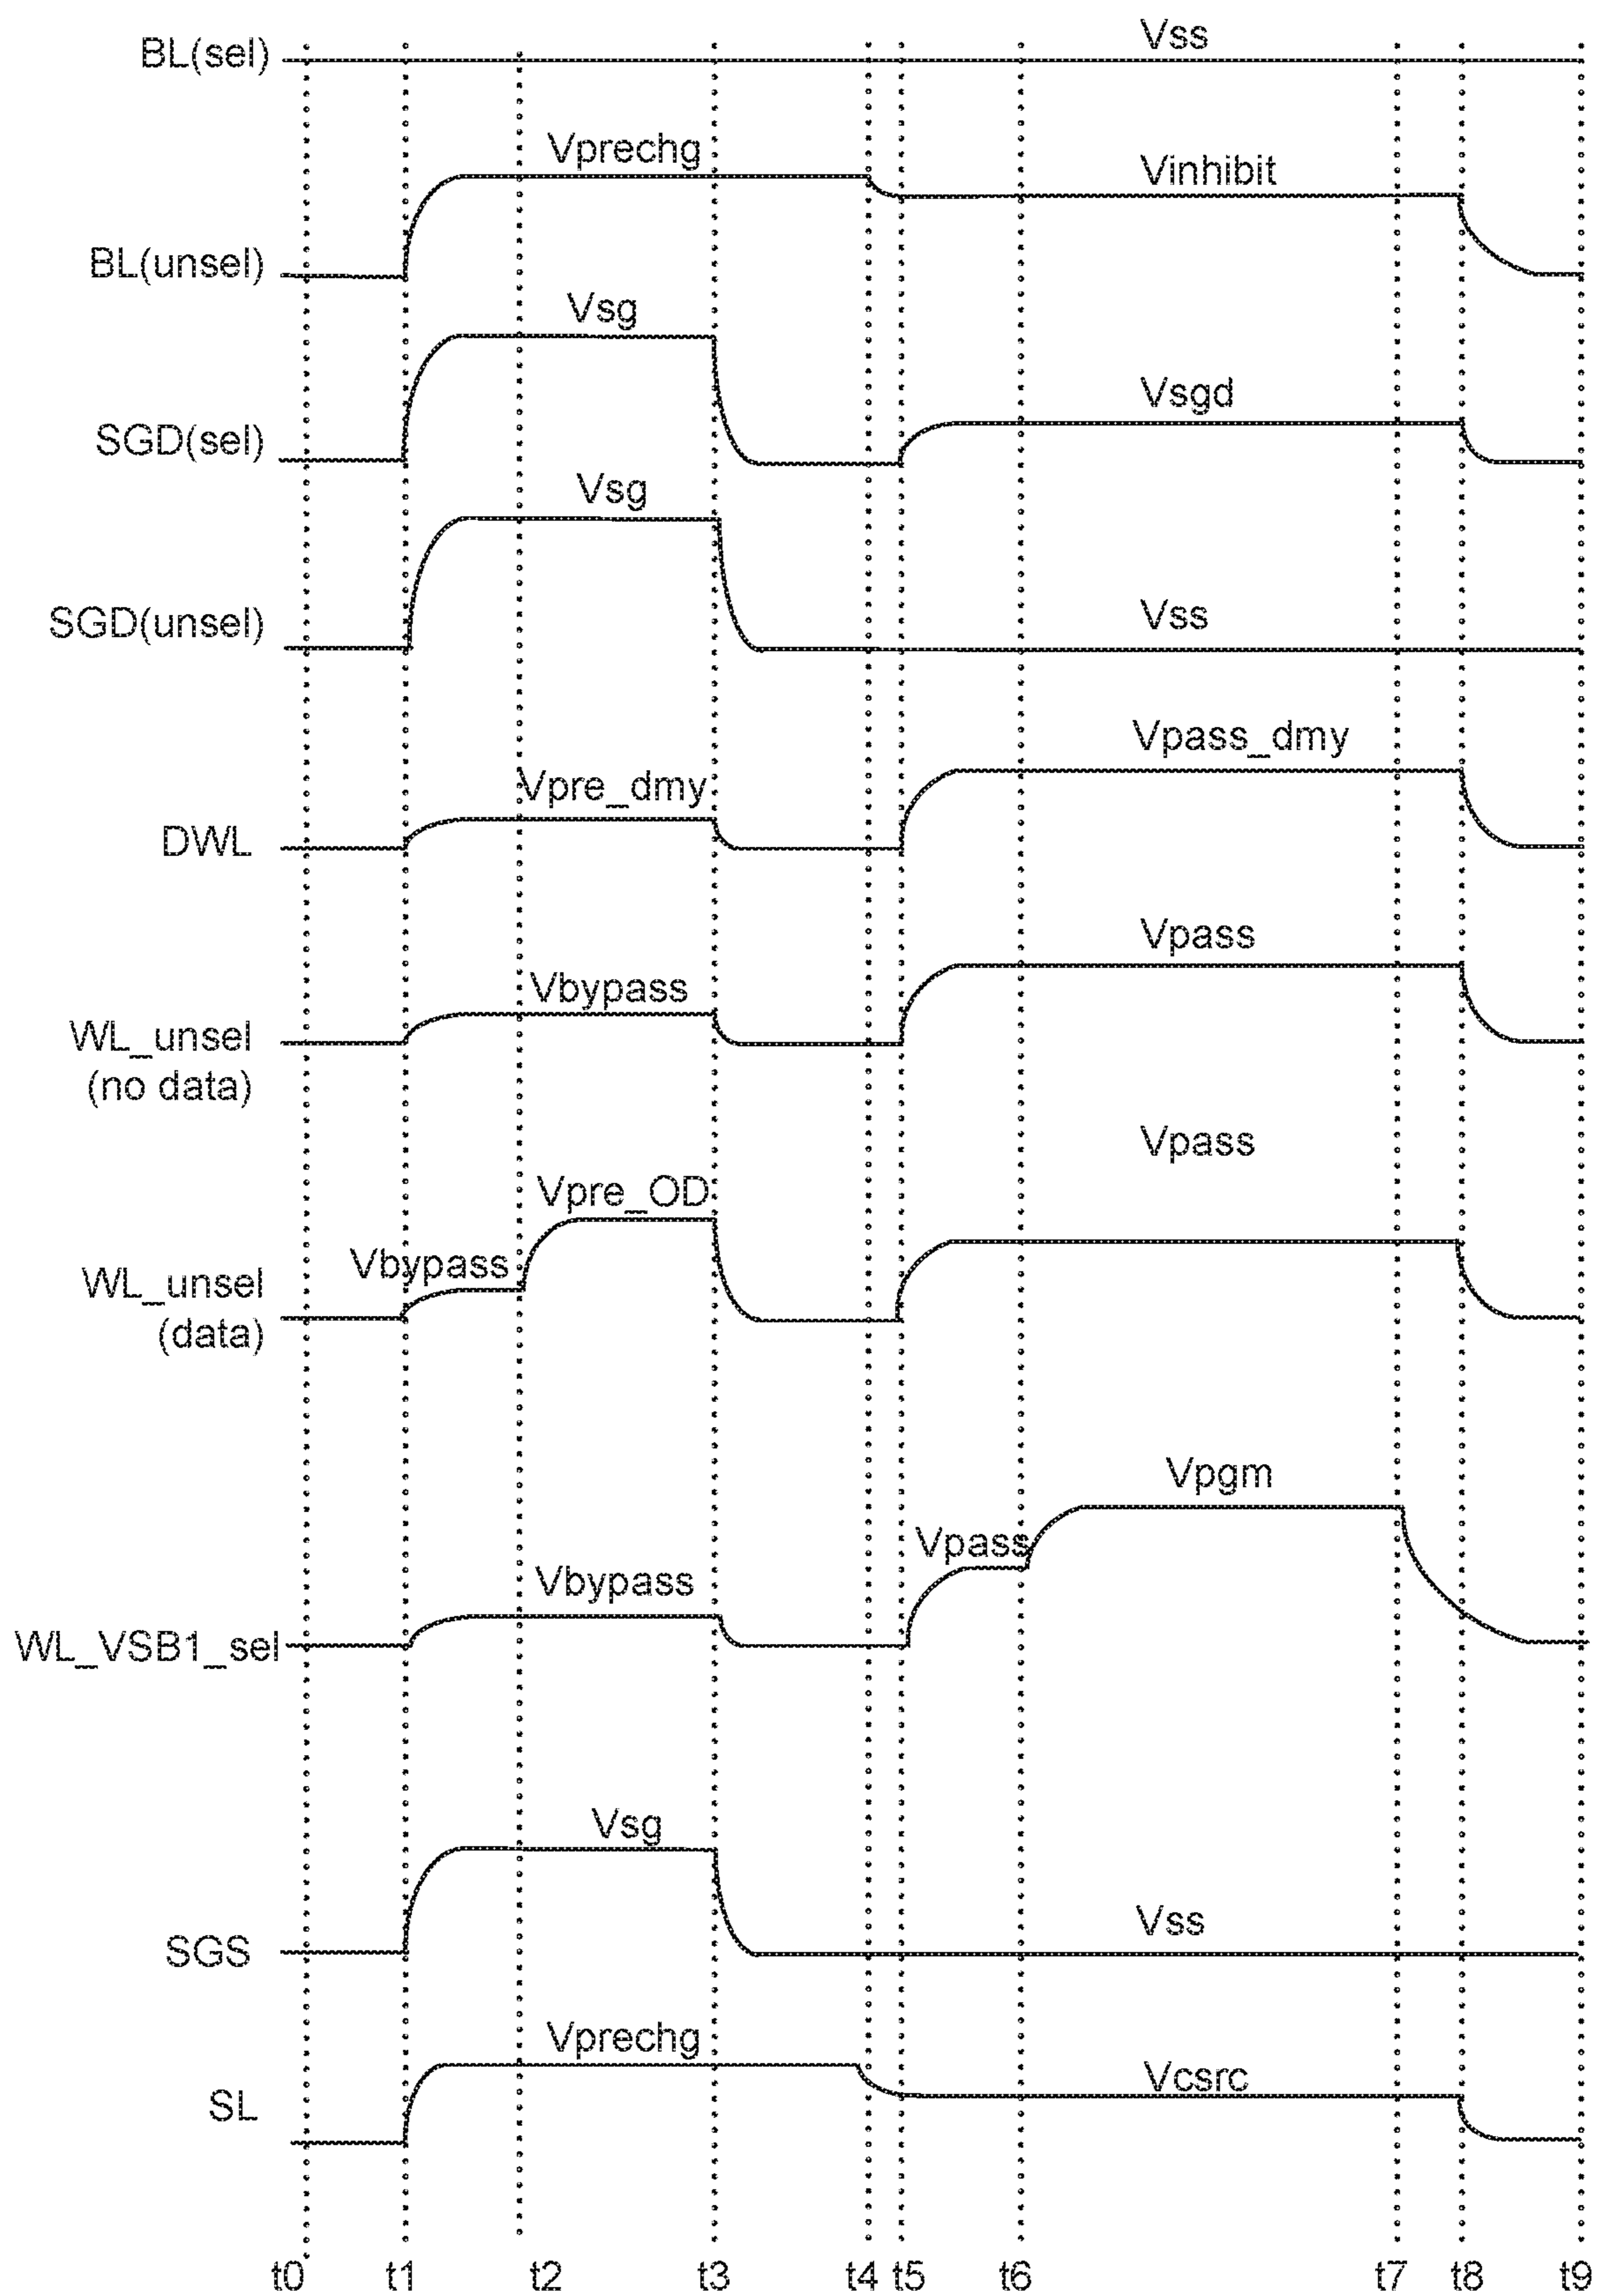 Vss
BL(sel)
Vprechg
Vinhibit
BL(unsel)
Vsg
Vsgd
SGD(sel)
Vsg
Vss
SGD(unsel)
Vpass_dmy
Vpre_dmy
DWL
Vpass
Vbypass
WL_unsel
(no data)
Vpass
Vpre_OD
Vbypass
WL_unsel
(data)
Vpgm
Vpass
Vbypass
WL_VSB1_sel
Vsg
Vss
SGS
Vprechg
Vcsrc
SL
t0 t1 t2 t3 t4 t5 t6 t7 t8 t9